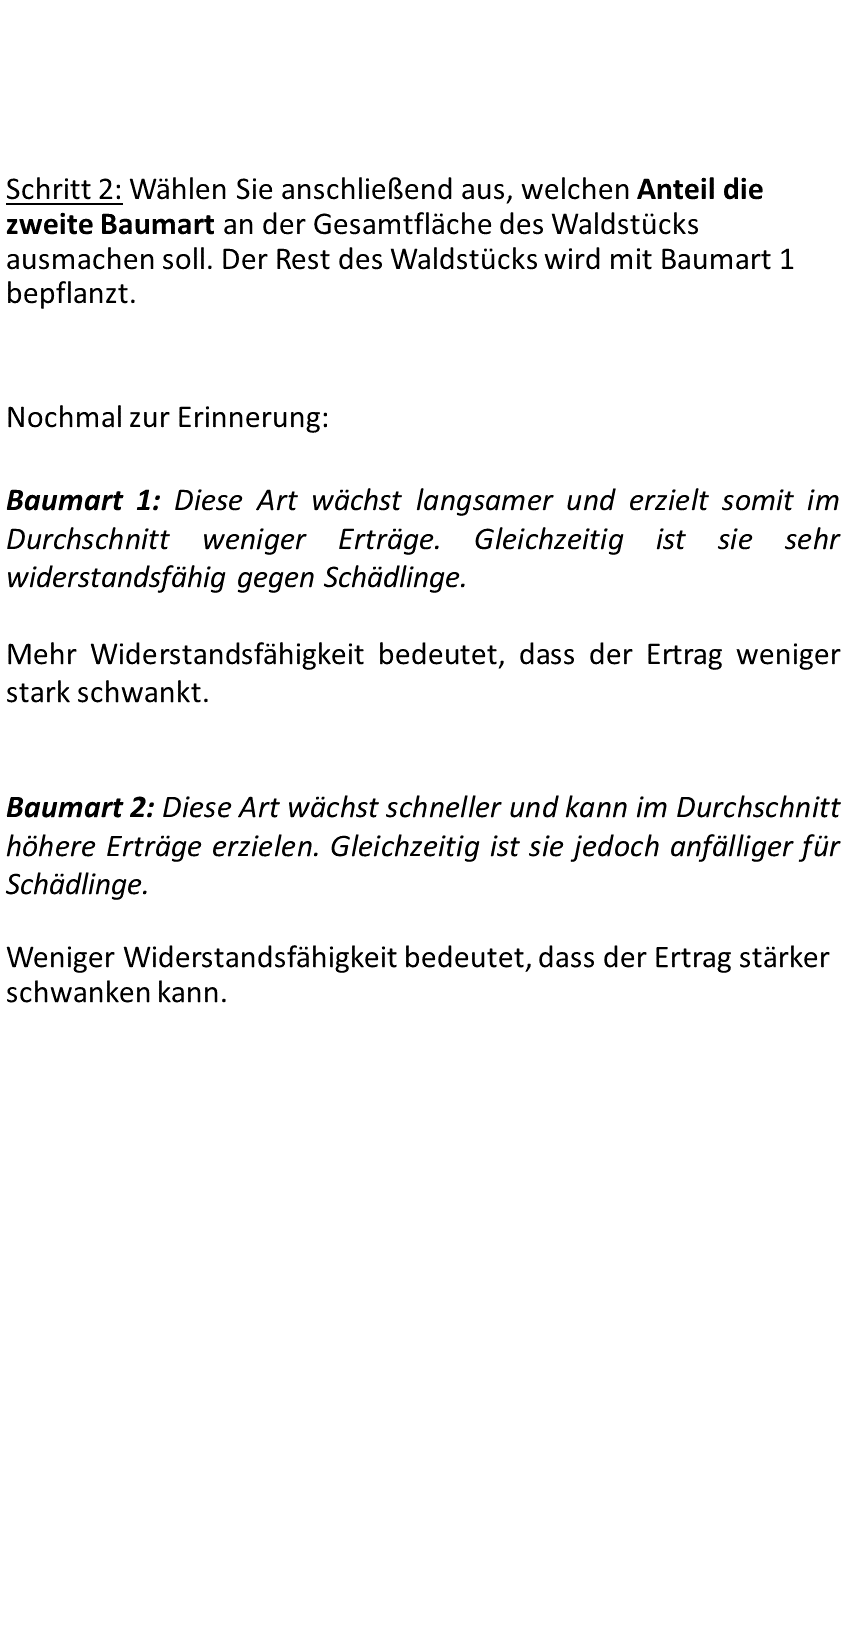 Schritt 2: Wählen Sie anschließend aus, welchen Anteil die
zweite Baumart an der Gesamtfläche des Waldstücks
ausmachen soll. Der Rest des Waldstücks wird mit Baumart 1
bepflanzt.
Nochmal zur Erinnerung:
Baumart 1: Diese Art wächst langsamer und erzielt somit im
Durchschnitt weniger Erträge. Gleichzeitig ist sie sehr
widerstandsfähig gegen Schädlinge.
Mehr Widerstandsfähigkeit bedeutet, dass der Ertrag weniger
stark schwankt.
Baumart 2: Diese Art wächst schneller und kann im Durchschnitt
höhere Erträge erzielen. Gleichzeitig ist sie jedoch anfälliger für
Schädlinge.
Weniger Widerstandsfähigkeit bedeutet, dass der Ertrag stärker
schwanken kann.